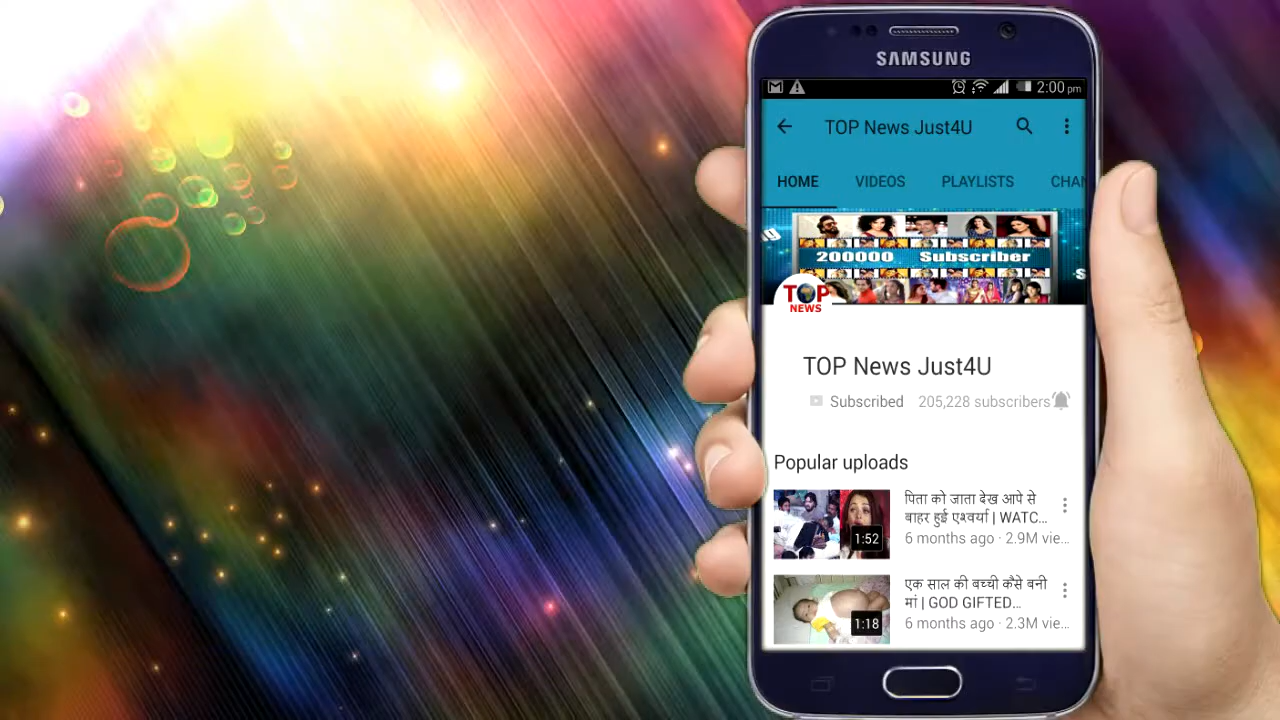 SAMSUNG
2:00 pm
TOP News Just4U
HOME VIDEOS PLAYLISTS CHAN
200000 Subscriber
TOP
NEWS
TOP News Just4U
Subscribed 205,228 subscribers
Popular uploads
पिता को जाता देख आपे से
बाहर हुई एश्वर्या | WATC...
1:52
6 months ago · 2.9M vie...
एक साल की बच्ची कैसे बनी
मां | GOD GIFTED...
1:18
6 months ago · 2.3M vie...